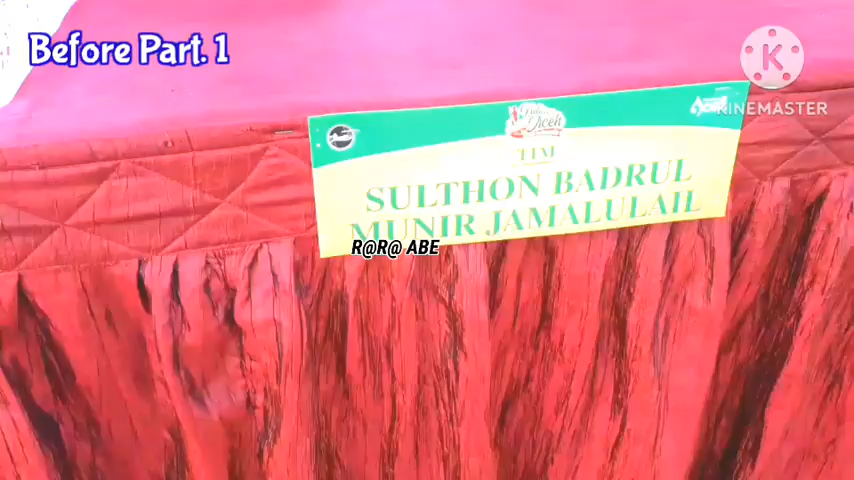 Before Part. 1
KINEMASTER
Aceh
TIM
SULTHON BADRUL
MUNIR JAMALULAIL
R@R@ ABE